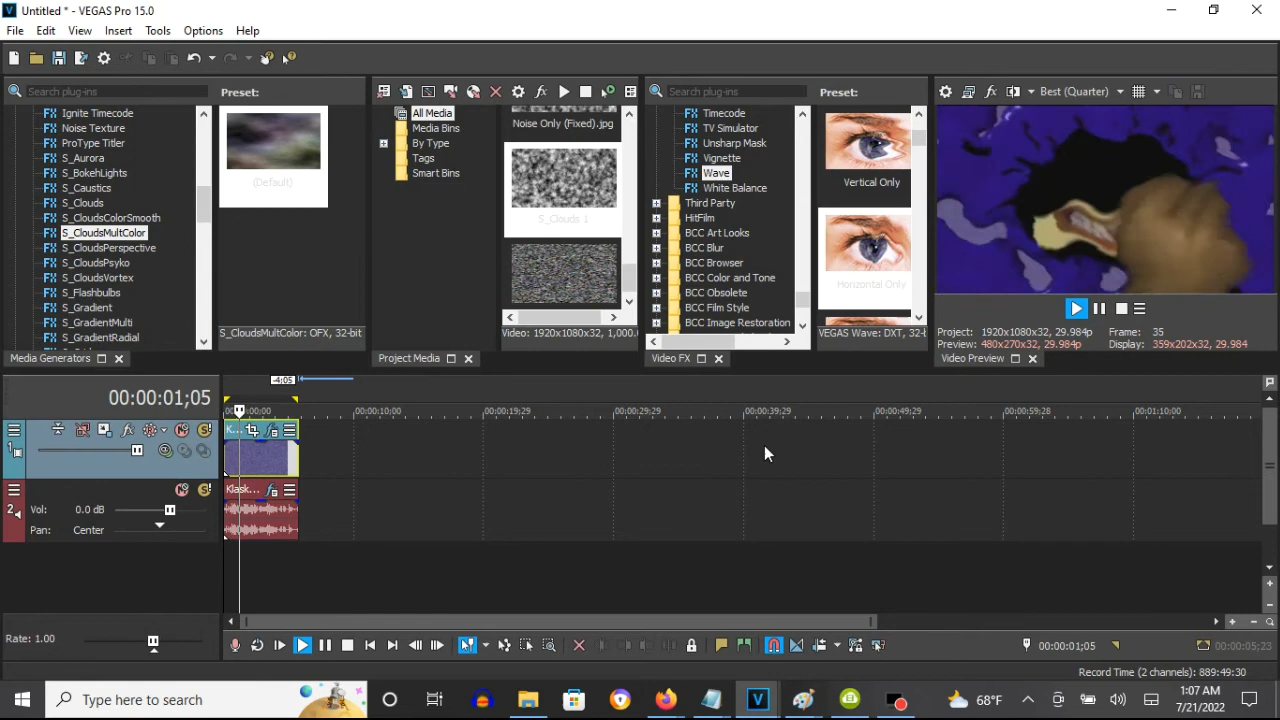 Untitled * - VEGAS Pro 15.0
File Edit View Insert Tools Options Help
Search plug-ins
Preset:
Ignite Timecode
Noise Texture
ProType Titler
S_Aurora
S_BokehLights
S_Caustics
S_Clouds
S_CloudsColorSmooth
S_CloudsMultColor
S_CloudsPerspective
S_CloudsPsyko
S_CloudsVortex
S_Flashbulbs
S_Gradient
S_GradientMulti
S_GradientRadial
(Default)
S_CloudsMultColor: OFX, 32-bit
Media Generators
All Media
Media Bins
By Type
Tags
Smart Bins
Noise Only (Fixed).jpg
S_Clouds 1
Video: 1920x1080x32, 1,000.
Project Media
Search plug-ins
Preset:
Timecode
TV Simulator
Unsharp Mask
Vignette
Wave
White Balance
Third Party
HitFilm
BCC Art Looks
BCC Blur
BCC Browser
BCC Color and Tone
BCC Obsolete
BCC Film Style
BCC Image Restoration
Vertical Only
Horizontal Only
VEGAS Wave: DXT, 32-b
Video FX
Best (Quarter)
Project: 1920x1080x32, 29.984p Frame: 35
Preview: 480x270x32, 29.984p Display: 359x202x32, 29.984
Video Preview
-4;05
00:00:01;05
00:00:10;00 00:00:19;29 00:00:29;29 00:00:39;29 00:00:49;29 00:00:59;28 00:01:10;00
1
K...
2
Klask...
Vol: 0.0 dB
Pan: Center
Rate: 1.00
00:00:01;05 00:00:05;23
Record Time (2 channels): 889:49:30
Type here to search
68°F
1:07 AM
7/21/2022